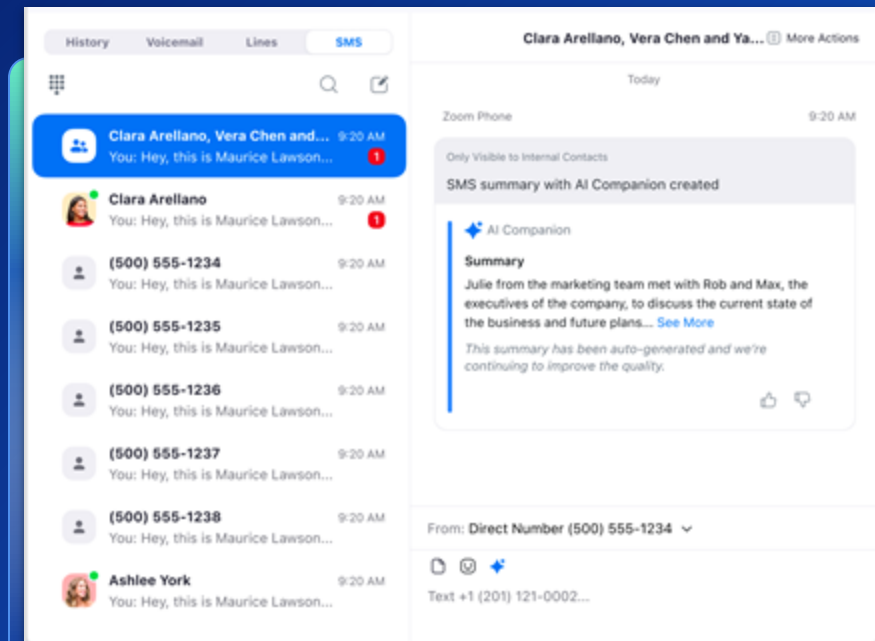 History Voicemail Lines SMS
Clara Arellano, Vera Chen and... 9:20 AM
You: Hey, this is Maurice Lawson... 1
Clara Arellano 9:20 AM
You: Hey, this is Maurice Lawson... 1
(500) 555-1234 9:20 AM
You: Hey, this is Maurice Lawson...
(500) 555-1235 9:20 AM
You: Hey, this is Maurice Lawson...
(500) 555-1236 9:20 AM
You: Hey, this is Maurice Lawson...
(500) 555-1237 9:20 AM
You: Hey, this is Maurice Lawson...
(500) 555-1238 9:20 AM
You: Hey, this is Maurice Lawson...
Ashlee York 9:20 AM
You: Hey, this is Maurice Lawson...
Clara Arellano, Vera Chen and Ya... More Actions
Today
Zoom Phone 9:20 AM
Only Visible to Internal Contacts
SMS summary with AI Companion created
AI Companion
Summary
Julie from the marketing team met with Rob and Max, the
executives of the company, to discuss the current state of
the business and future plans... See More
This summary has been auto-generated and we're
continuing to improve the quality.
From: Direct Number (500) 555-1234
Text +1 (201) 121-0002...